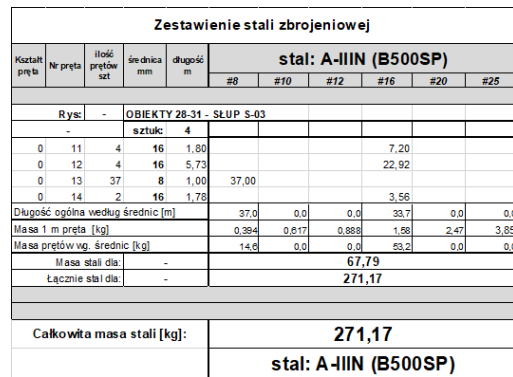 Zestawienie stali zbrojeniowej
Kształt pręta Nr pręta ilość prętów szt średnica mm długość m stal: A-IIIN (B500SP)
#8 #10 #12 #16 #20 #25
Rys: - OBIEKTY 28-31 - SŁUP S-03
- sztuk: 4
0 11 4 16 1,80 7,20
0 12 4 16 5,73 22,92
0 13 37 8 1,00 37,00
0 14 2 16 1,78 3,56
Długość ogólna według średnic [m] 37,0 0,0 0,0 33,7 0,0 0,0
Masa 1 m pręta [kg] 0,394 0,617 0,888 1,58 2,47 3,85
Masa prętów wg. średnic [kg] 14,6 0,0 0,0 53,2 0,0 0,0
Masa stali dla: - 67,79
Łącznie stal dla: - 271,17
Całkowita masa stali [kg]: 271,17
stal: A-IIIN (B500SP)